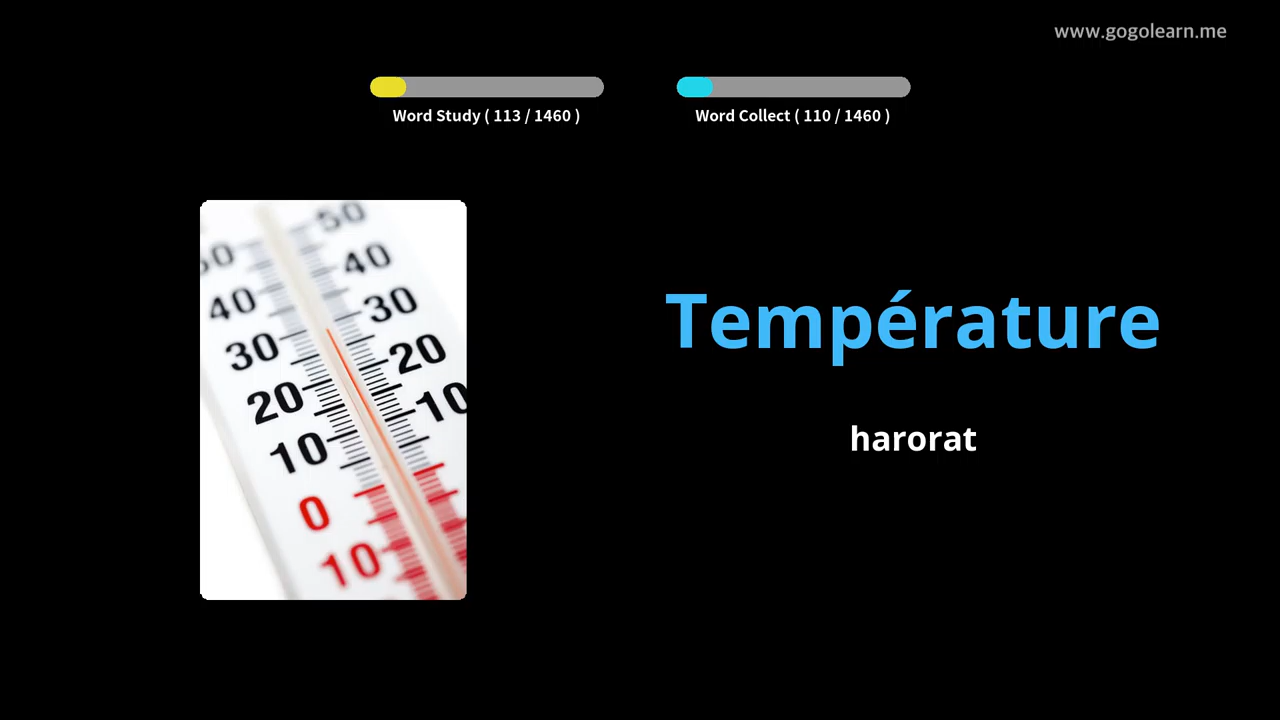 www.gogolearn.me
Word Study ( 113 / 1460 )
Word Collect ( 110 / 1460 )
50
40
40
30
30
20
20
10
10
0
10
Température
harorat